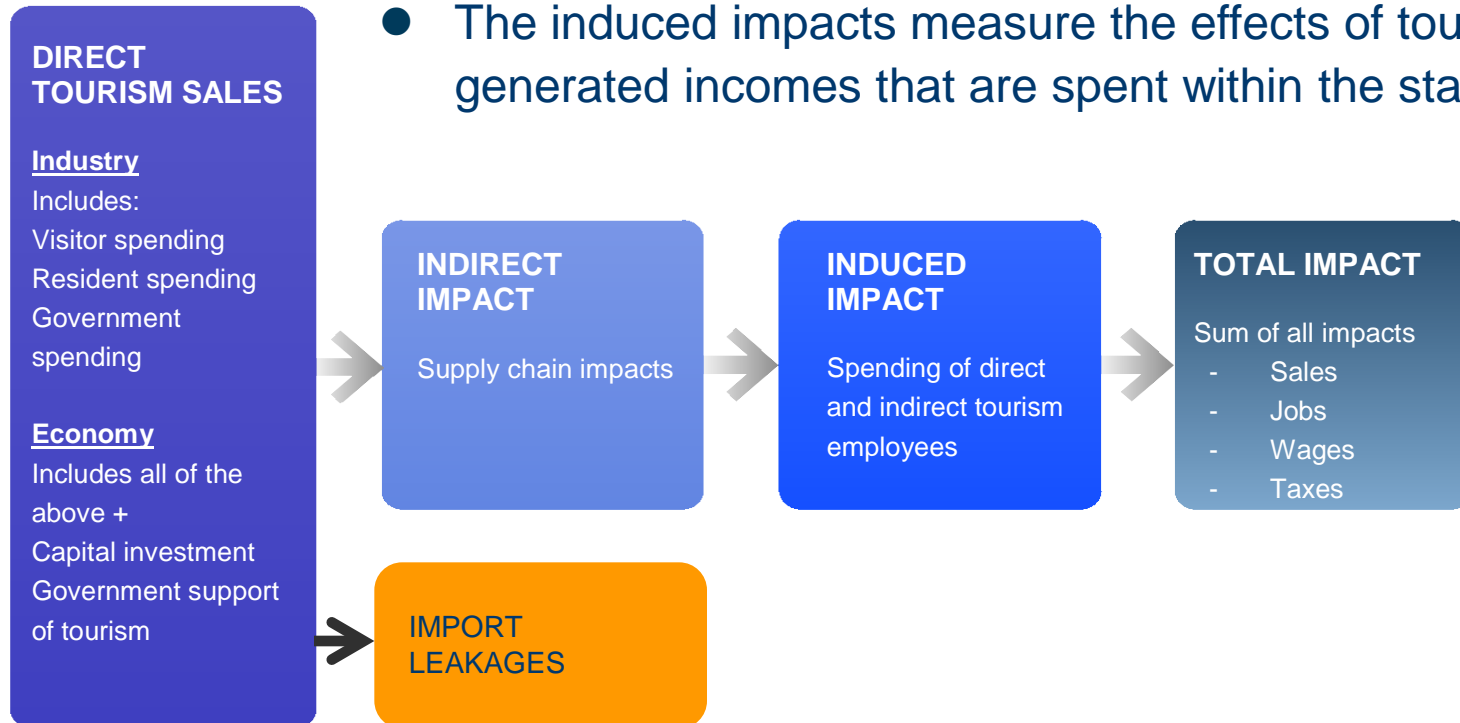 ● The induced impacts measure the effects of
generated incomes that are spent within the
DIRECT
TOURISM SALES
Industry
Includes:
Visitor spending
Resident spending
Government
spending
Economy
Includes all of the
above +
Capital investment
Government support
of tourism
INDIRECT
IMPACT
Supply chain impacts
INDUCED
IMPACT
Spending of direct
and indirect tourism
employees
TOTAL IMPACT
Sum of all impacts
- Sales
- Jobs
- Wages
- Taxes
IMPORT
LEAKAGES